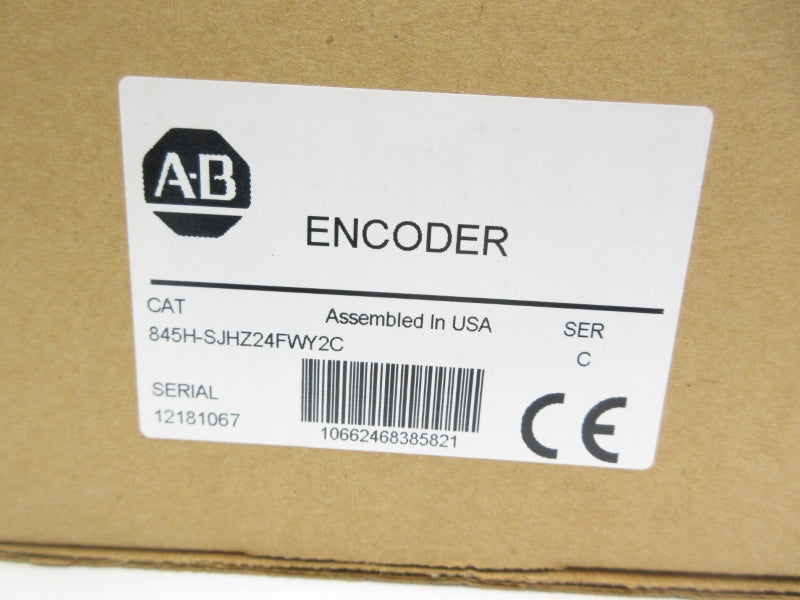 A-B
ENCODER
CAT
Assembled In USA
SER
845H-SJHZ24FWY2C
C
SERIAL
12181067
10662468385821
CE